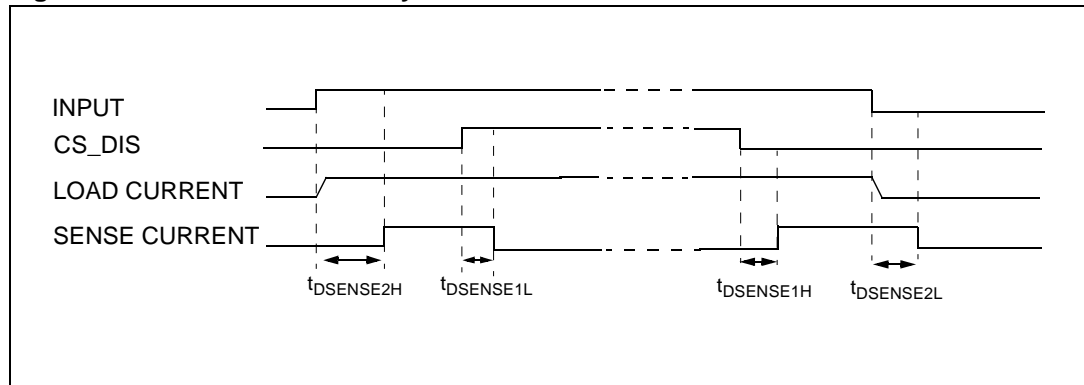 INPUT
CS_DIS
LOAD CURRENT
SENSE CURRENT
tDSENSE2H tDSENSE1L tDSENSE1H tDSENSE2L